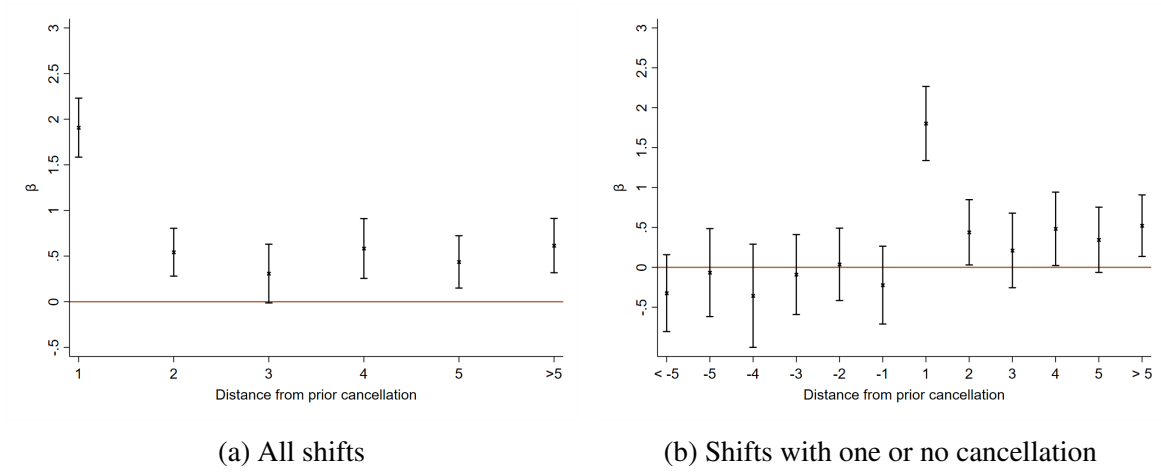 3
2.5
2
1.5
1
.5
0
-.5
β
1 2 3 4 5 >5
Distance from prior cancellation
(a) All shifts
3
2.5
2
1.5
1
.5
0
-.5
β
< -5 -5 -4 -3 -2 -1 1 2 3 4 5 > 5
Distance from prior cancellation
(b) Shifts with one or no cancellation